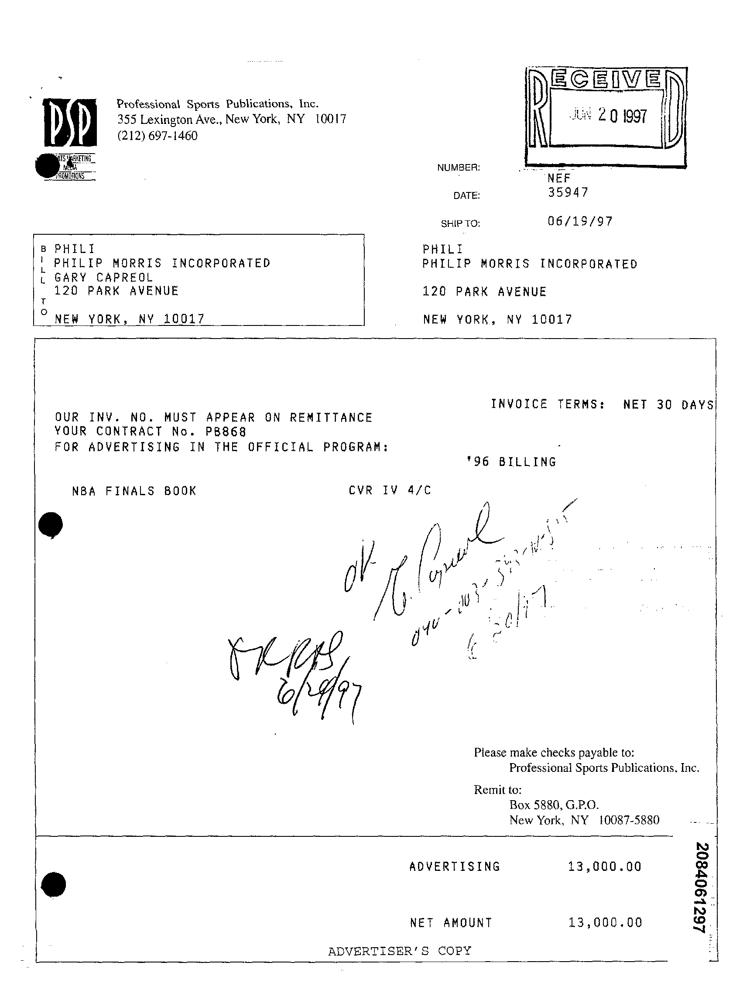 PSP
Professional Sports Publications, Inc.
355 Lexington Ave., New York, NY 10017
(212) 697-1460
RECEIVED
JUN 20 1997
NUMBER:
NEF
35947
DATE:
06/19/97
SHIP TO:
BILL TO
PHILI
PHILIP MORRIS INCORPORATED
GARY CAPREOL
120 PARK AVENUE
NEW YORK, NY 10017
PHILI
PHILIP MORRIS INCORPORATED
120 PARK AVENUE
NEW YORK, NY 10017
INVOICE TERMS: NET 30 DAYS
OUR INV. NO. MUST APPEAR ON REMITTANCE
YOUR CONTRACT No. PB868
FOR ADVERTISING IN THE OFFICIAL PROGRAM:
'96 BILLING
NBA FINALS BOOK CVR IV 4/C
OK
G. Capreol
6/20/97
6/29/97
Please make checks payable to:
Professional Sports Publications, Inc.
Remit to:
Box 5880, G.P.O.
New York, NY 10087-5880
ADVERTISING 13,000.00
NET AMOUNT 13,000.00
ADVERTISER'S COPY
2084061297